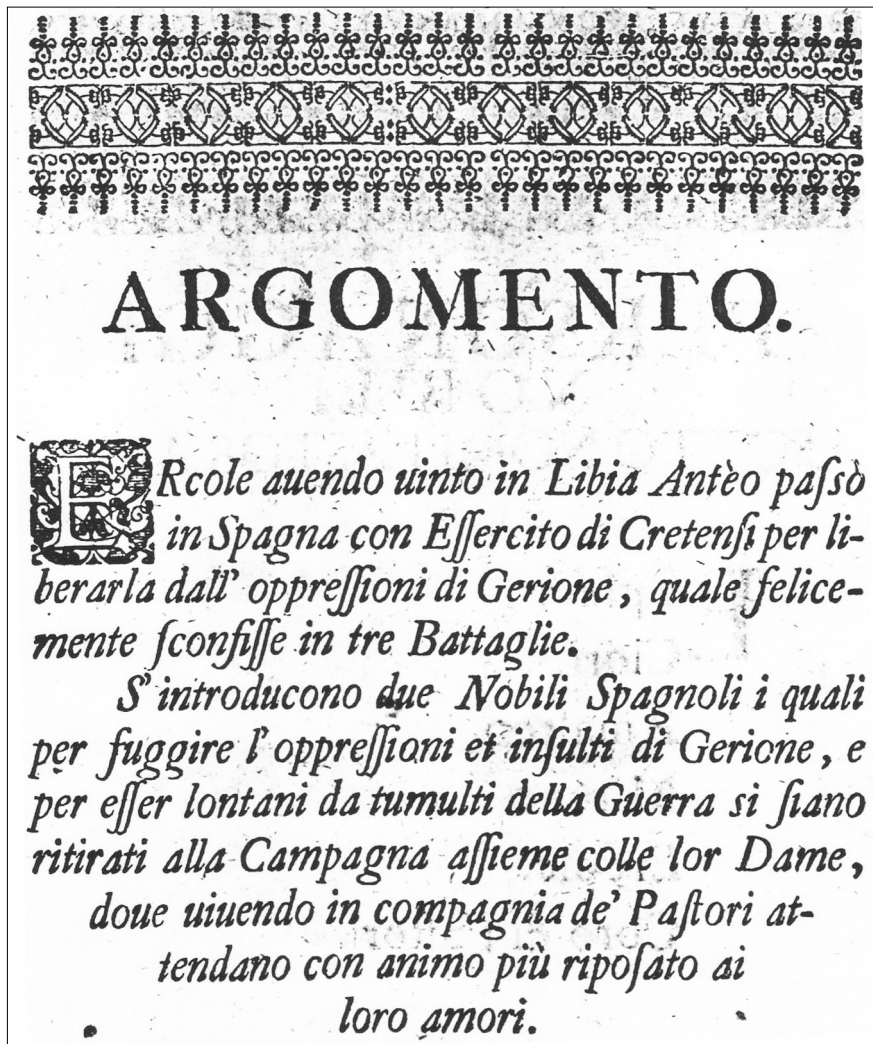 ARGOMENTO.
ERcole auendo uinto in Libia Antèo paſsò
in Spagna con Eſſercito di Cretenſi per li-
berarla dall' oppreſſioni di Gerione, quale felice-
mente ſconfiſſe in tre Battaglie.
S'introducono due Nobili Spagnoli i quali
per fuggire l'oppreſſioni et inſulti di Gerione, e
per eſſer lontani da tumulti della Guerra si ſiano
ritirati alla Campagna aſſieme colle lor Dame,
doue uiuendo in compagnia de' Paſtori at-
tendano con animo più ripoſato ai
loro amori.